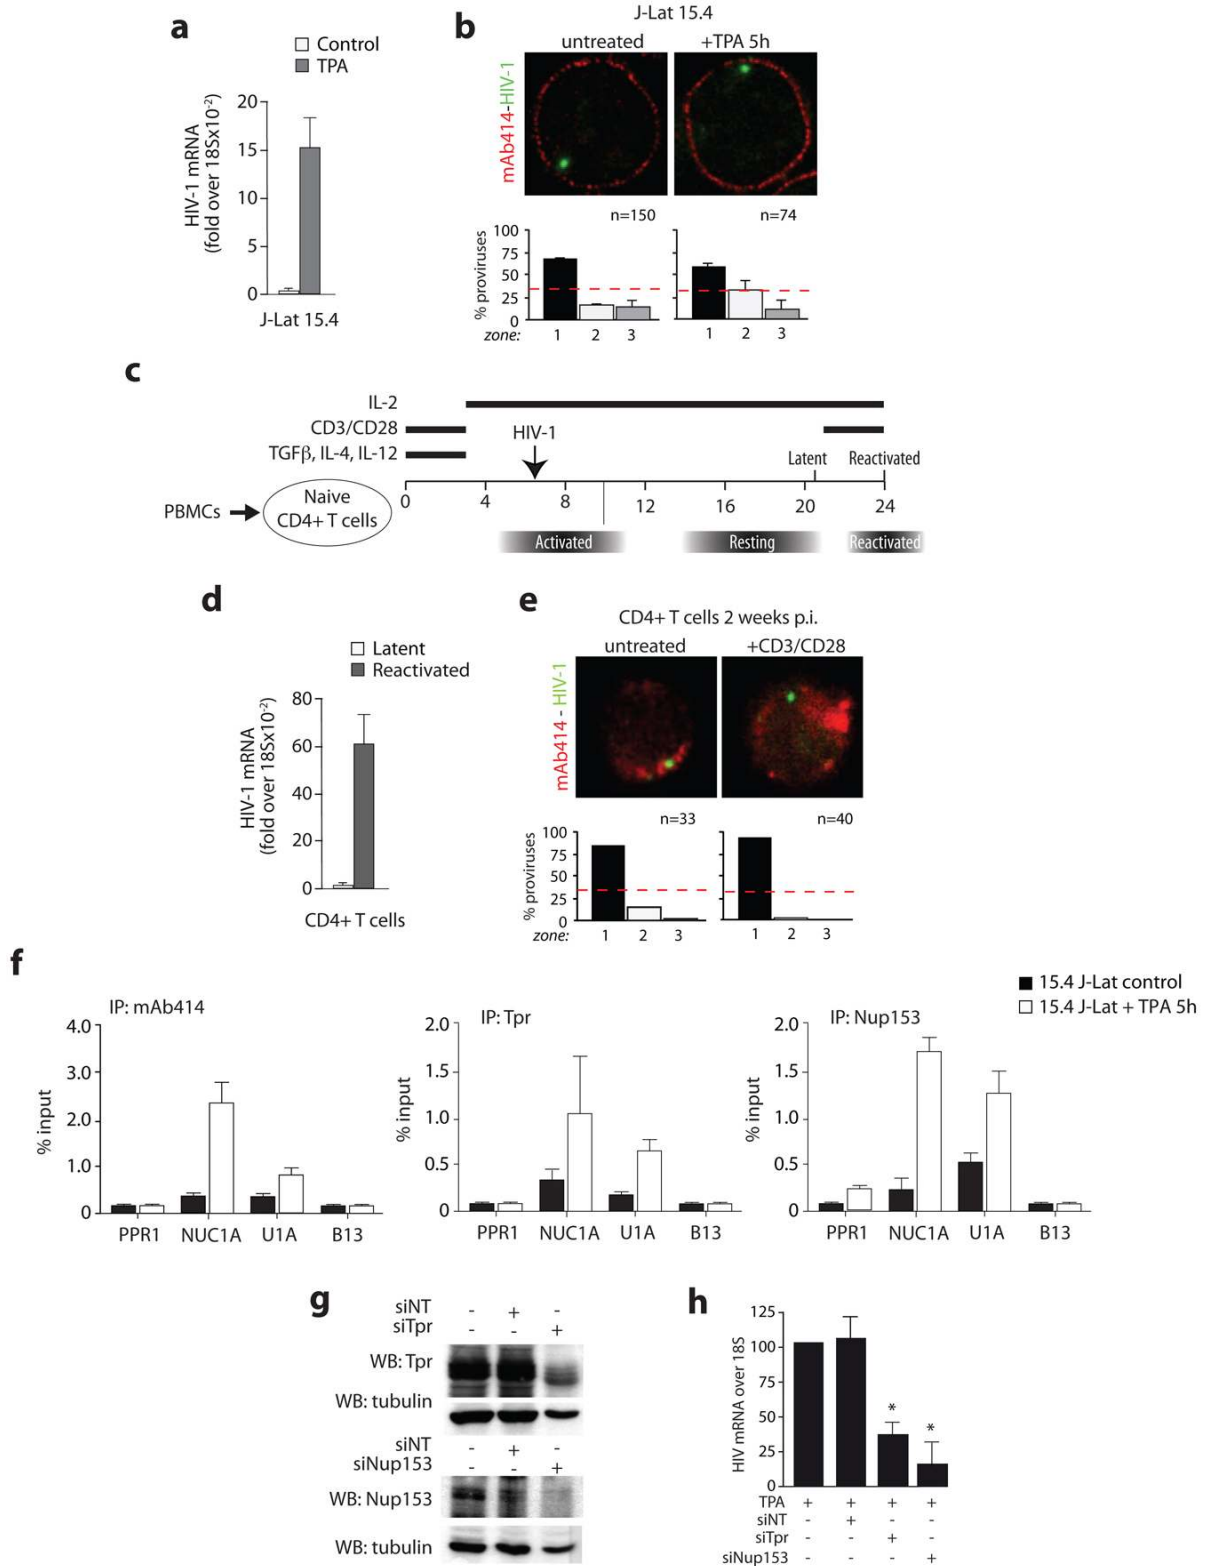 a
Control
TPA
HIV-1 mRNA
(fold over 18Sx10-2)
20
15
10
5
0
J-Lat 15.4
b
J-Lat 15.4
untreated
+TPA 5h
mAb414-HIV-1
n=150
n=74
% proviruses
100
75
50
25
0
zone: 1 2 3
1 2 3
c
IL-2
CD3/CD28
TGFβ, IL-4, IL-12
HIV-1
Latent
Reactivated
PBMCs
Naive
CD4+ T cells
0 4 8 12 16 20 24
Activated
Resting
Reactivated
d
Latent
Reactivated
HIV-1 mRNA
(fold over 18Sx10-2)
80
60
40
20
0
CD4+ T cells
e
CD4+ T cells 2 weeks p.i.
untreated
+CD3/CD28
mAb414 - HIV-1
n=33
n=40
% proviruses
100
75
50
25
0
zone: 1 2 3
1 2 3
f
15.4 J-Lat control
15.4 J-Lat + TPA 5h
IP: mAb414
% input
4.0
3.0
2.0
1.0
0
PPR1 NUC1A U1A B13
IP: Tpr
% input
2.0
1.5
1.0
0.5
0
PPR1 NUC1A U1A B13
IP: Nup153
% input
2.0
1.5
1.0
0.5
0
PPR1 NUC1A U1A B13
g
siNT - + -
siTpr - - +
WB: Tpr
WB: tubulin
siNT - + -
siNup153 - - +
WB: Nup153
WB: tubulin
h
HIV mRNA over 18S
125
100
75
50
25
0
* *
TPA + + + +
siNT - + - -
siTpr - - + -
siNup153 - - - +